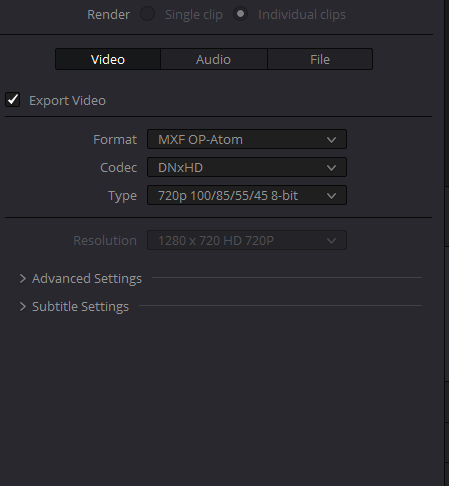 Render Single clip Individual clips
Video Audio File
Export Video
Format MXF OP-Atom
Codec DNxHD
Type 720p 100/85/55/45 8-bit
Resolution 1280 x 720 HD 720P
Advanced Settings
Subtitle Settings